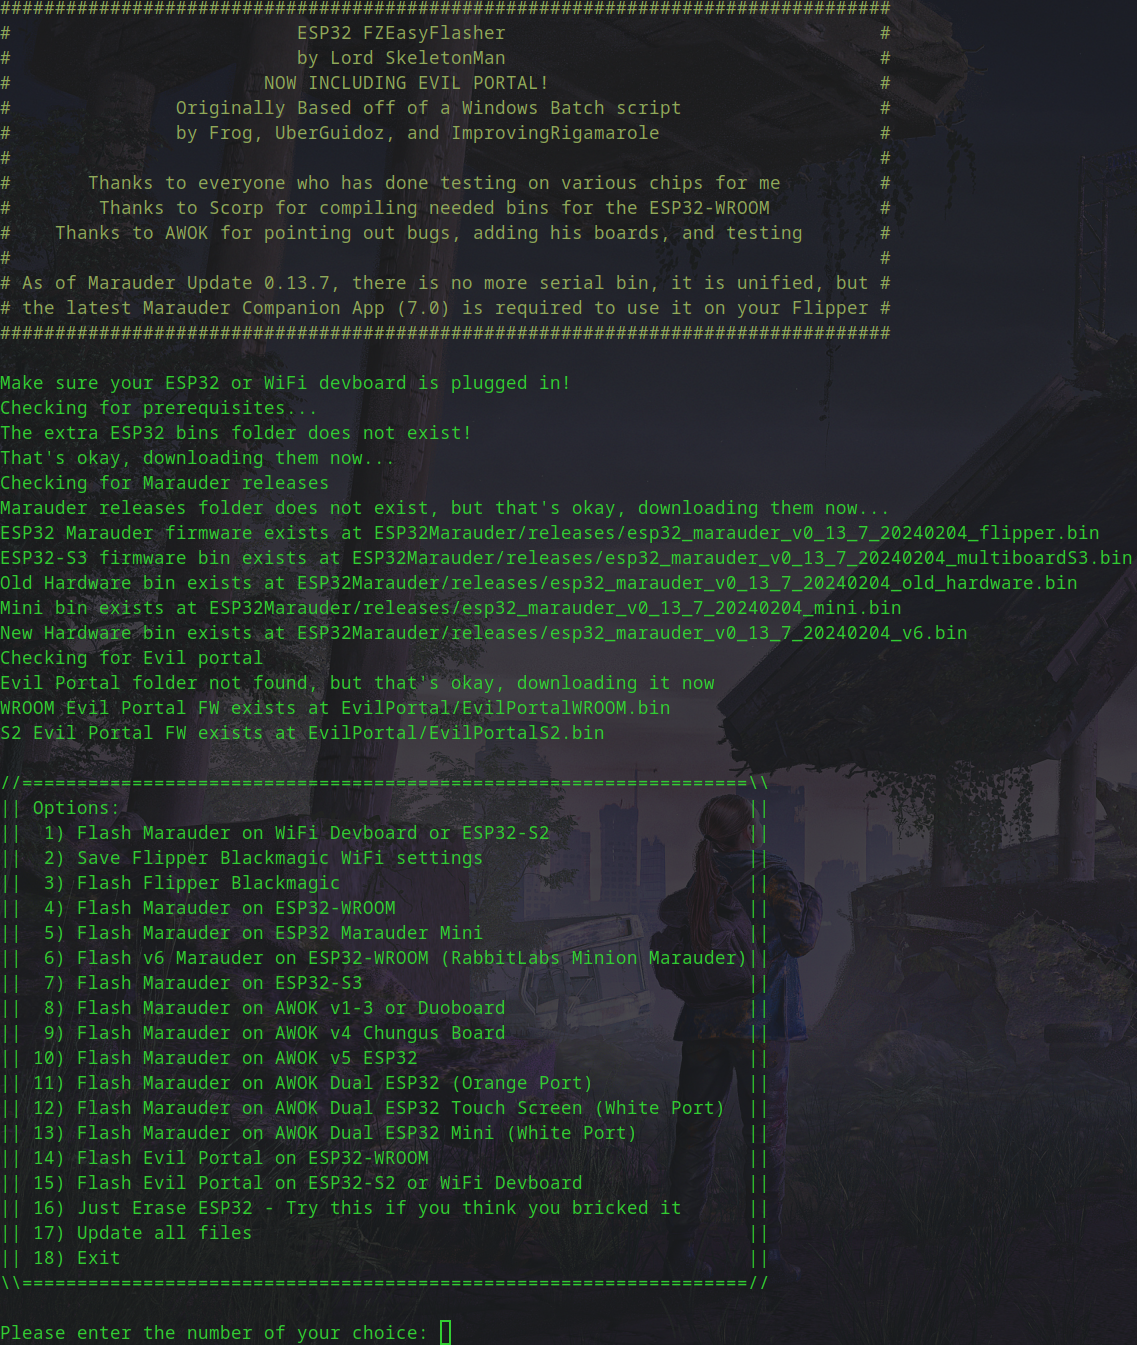 #################################################################################
# ESP32 FZEasyFlasher #
# by Lord SkeletonMan #
# NOW INCLUDING EVIL PORTAL! #
# Originally Based off of a Windows Batch script #
# by Frog, UberGuidoz, and ImprovingRigamarole #
# #
# Thanks to everyone who has done testing on various chips for me #
# Thanks to Scorp for compiling needed bins for the ESP32-WROOM #
# Thanks to AWOK for pointing out bugs, adding his boards, and testing #
# #
# As of Marauder Update 0.13.7, there is no more serial bin, it is unified, but #
# the latest Marauder Companion App (7.0) is required to use it on your Flipper #
#################################################################################
Make sure your ESP32 or WiFi devboard is plugged in!
Checking for prerequisites...
The extra ESP32 bins folder does not exist!
That's okay, downloading them now...
Checking for Marauder releases
Marauder releases folder does not exist, but that's okay, downloading them now...
ESP32 Marauder firmware exists at ESP32Marauder/releases/esp32_marauder_v0_13_7_20240204_flipper.bin
ESP32-S3 firmware bin exists at ESP32Marauder/releases/esp32_marauder_v0_13_7_20240204_multiboardS3.bin
Old Hardware bin exists at ESP32Marauder/releases/esp32_marauder_v0_13_7_20240204_old_hardware.bin
Mini bin exists at ESP32Marauder/releases/esp32_marauder_v0_13_7_20240204_mini.bin
New Hardware bin exists at ESP32Marauder/releases/esp32_marauder_v0_13_7_20240204_v6.bin
Checking for Evil portal
Evil Portal folder not found, but that's okay, downloading it now
WROOM Evil Portal FW exists at EvilPortal/EvilPortalWROOM.bin
S2 Evil Portal FW exists at EvilPortal/EvilPortalS2.bin
//==================================================================\\
|| Options: ||
|| 1) Flash Marauder on WiFi Devboard or ESP32-S2 ||
|| 2) Save Flipper Blackmagic WiFi settings ||
|| 3) Flash Flipper Blackmagic ||
|| 4) Flash Marauder on ESP32-WROOM ||
|| 5) Flash Marauder on ESP32 Marauder Mini ||
|| 6) Flash v6 Marauder on ESP32-WROOM (RabbitLabs Minion Marauder)||
|| 7) Flash Marauder on ESP32-S3 ||
|| 8) Flash Marauder on AWOK v1-3 or Duoboard ||
|| 9) Flash Marauder on AWOK v4 Chungus Board ||
|| 10) Flash Marauder on AWOK v5 ESP32 ||
|| 11) Flash Marauder on AWOK Dual ESP32 (Orange Port) ||
|| 12) Flash Marauder on AWOK Dual ESP32 Touch Screen (White Port) ||
|| 13) Flash Marauder on AWOK Dual ESP32 Mini (White Port) ||
|| 14) Flash Evil Portal on ESP32-WROOM ||
|| 15) Flash Evil Portal on ESP32-S2 or WiFi Devboard ||
|| 16) Just Erase ESP32 - Try this if you think you bricked it ||
|| 17) Update all files ||
|| 18) Exit ||
\\==================================================================//
Please enter the number of your choice: